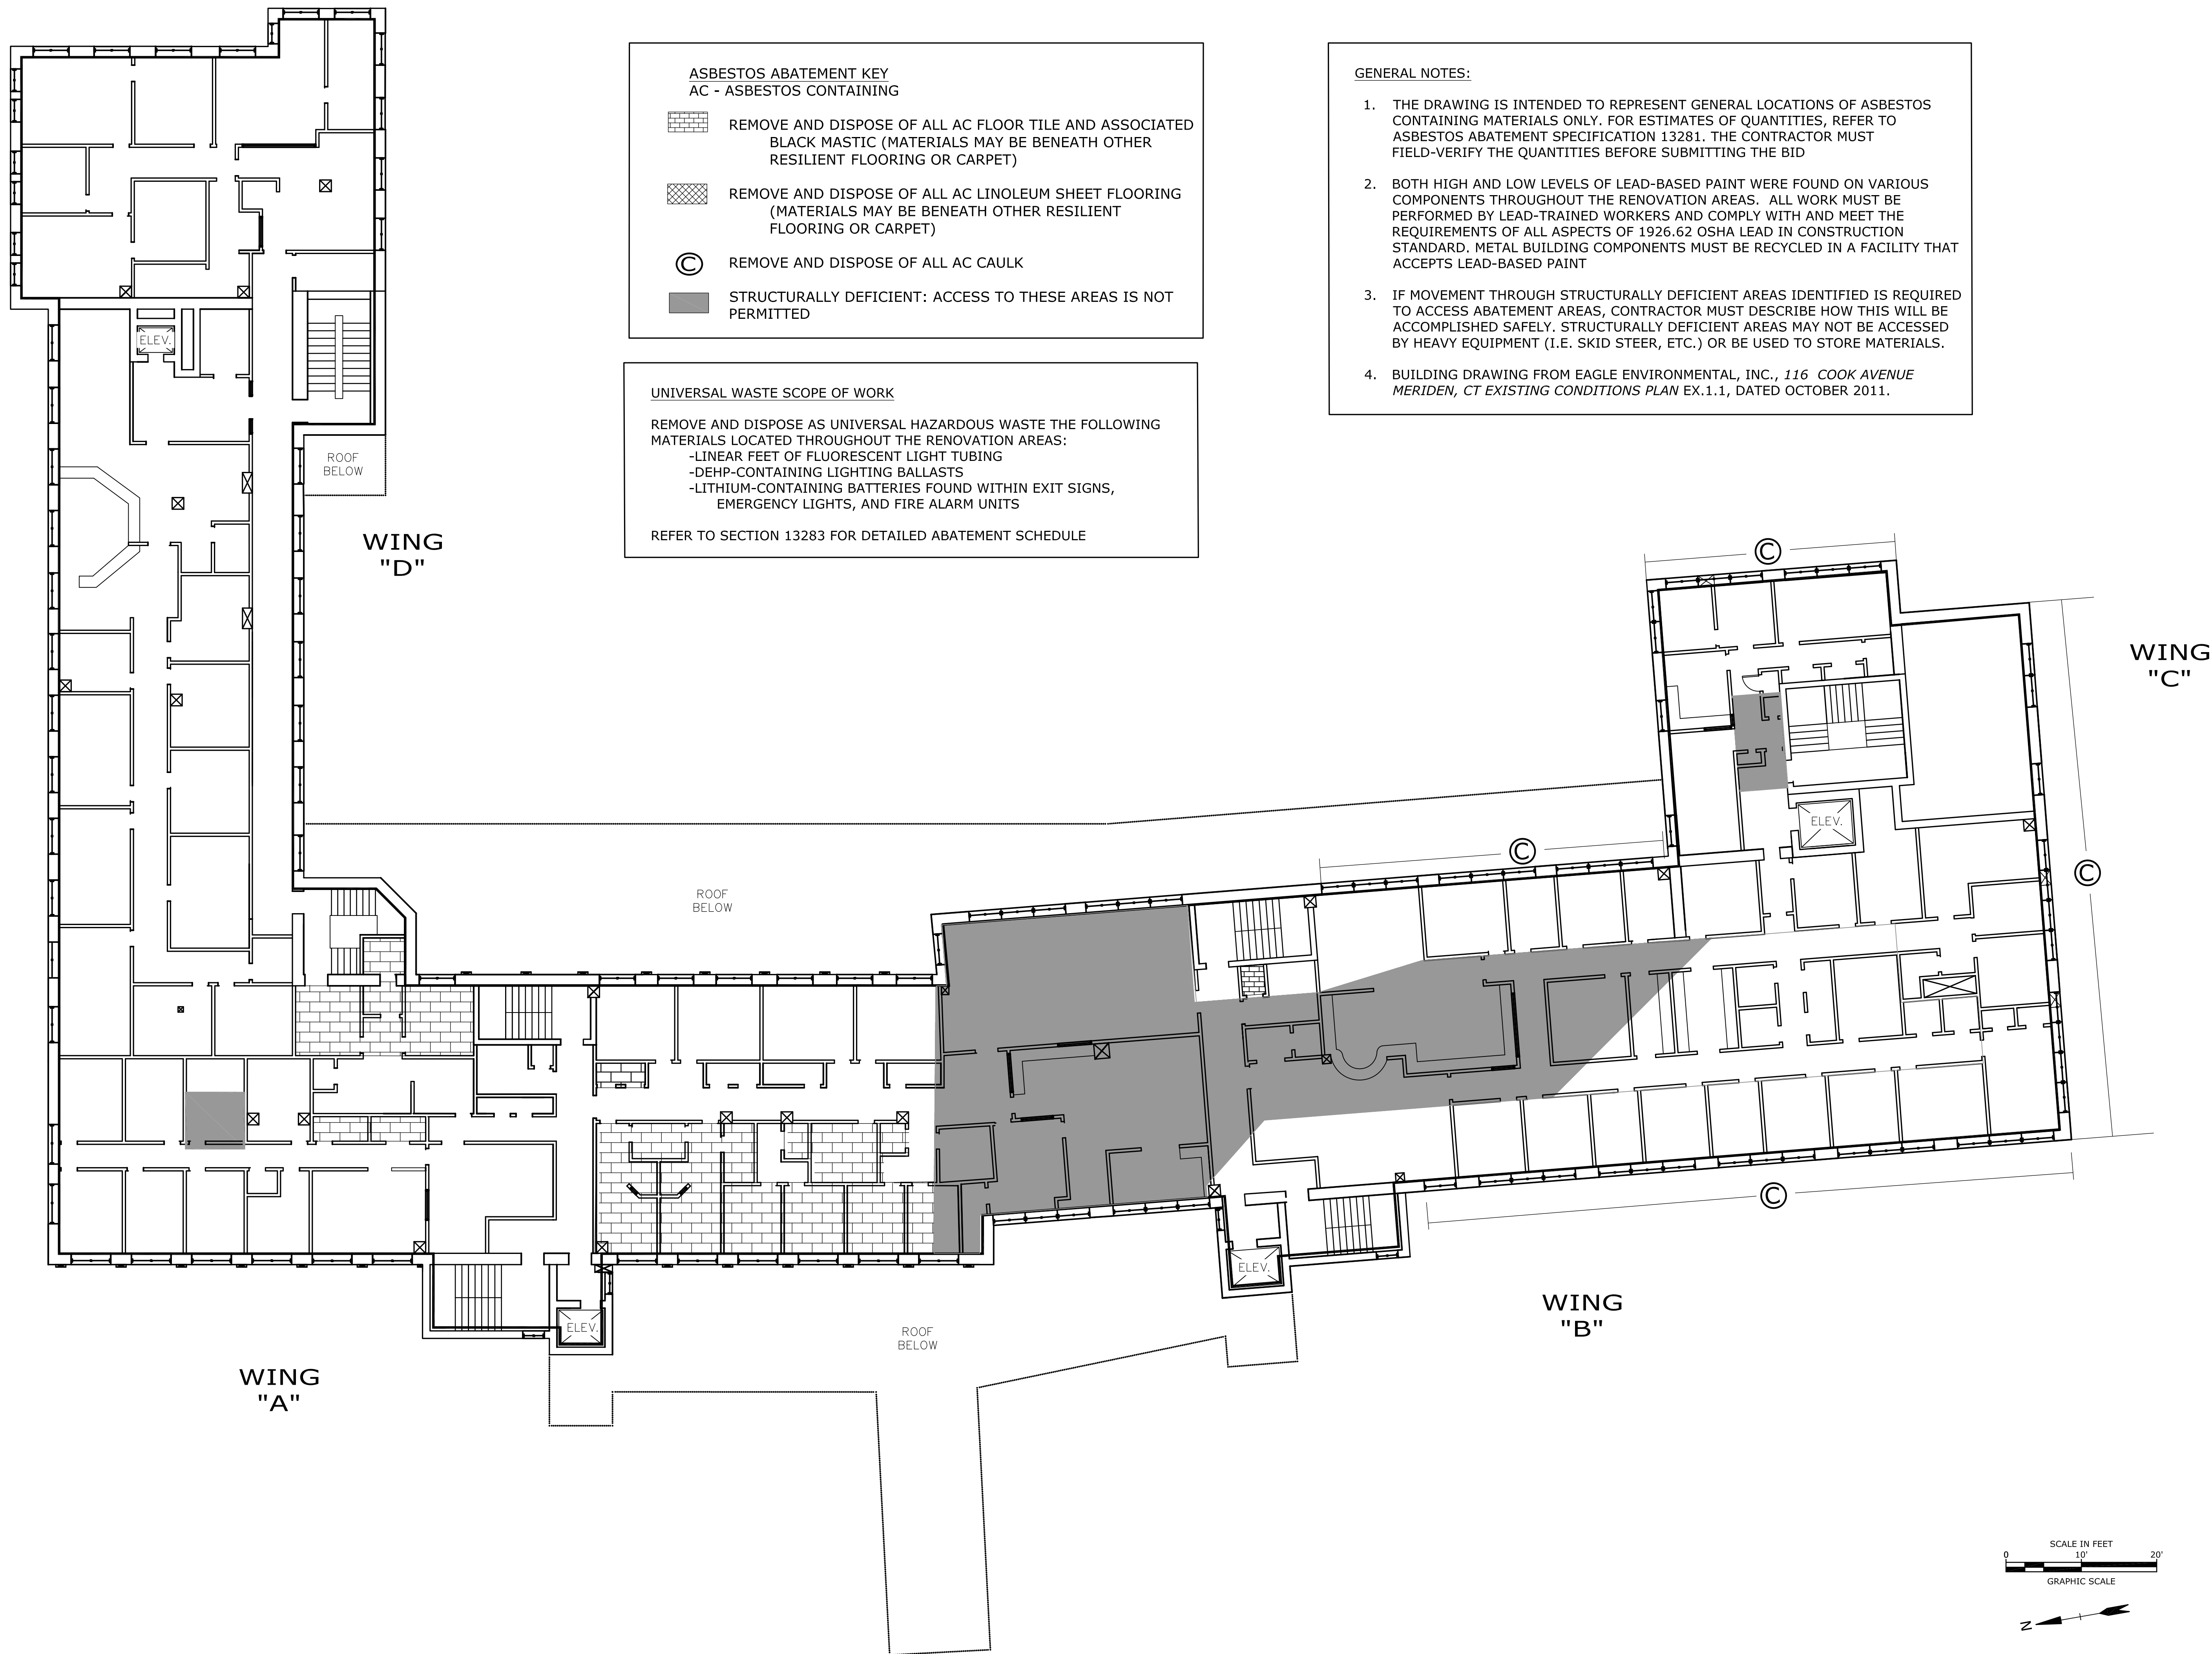 ASBESTOS ABATEMENT KEY
AC - ASBESTOS CONTAINING
REMOVE AND DISPOSE OF ALL AC FLOOR TILE AND ASSOCIATED
BLACK MASTIC (MATERIALS MAY BE BENEATH OTHER
RESILIENT FLOORING OR CARPET)
REMOVE AND DISPOSE OF ALL AC LINOLEUM SHEET FLOORING
(MATERIALS MAY BE BENEATH OTHER RESILIENT
FLOORING OR CARPET)
© REMOVE AND DISPOSE OF ALL AC CAULK
STRUCTURALLY DEFICIENT: ACCESS TO THESE AREAS IS NOT
PERMITTED
UNIVERSAL WASTE SCOPE OF WORK
REMOVE AND DISPOSE AS UNIVERSAL HAZARDOUS WASTE THE FOLLOWING
MATERIALS LOCATED THROUGHOUT THE RENOVATION AREAS:
-LINEAR FEET OF FLUORESCENT LIGHT TUBING
-DEHP-CONTAINING LIGHTING BALLASTS
-LITHIUM-CONTAINING BATTERIES FOUND WITHIN EXIT SIGNS,
EMERGENCY LIGHTS, AND FIRE ALARM UNITS
REFER TO SECTION 13283 FOR DETAILED ABATEMENT SCHEDULE
GENERAL NOTES:
1. THE DRAWING IS INTENDED TO REPRESENT GENERAL LOCATIONS OF ASBESTOS
CONTAINING MATERIALS ONLY. FOR ESTIMATES OF QUANTITIES, REFER TO
ASBESTOS ABATEMENT SPECIFICATION 13281. THE CONTRACTOR MUST
FIELD-VERIFY THE QUANTITIES BEFORE SUBMITTING THE BID
2. BOTH HIGH AND LOW LEVELS OF LEAD-BASED PAINT WERE FOUND ON VARIOUS
COMPONENTS THROUGHOUT THE RENOVATION AREAS. ALL WORK MUST BE
PERFORMED BY LEAD-TRAINED WORKERS AND COMPLY WITH AND MEET THE
REQUIREMENTS OF ALL ASPECTS OF 1926.62 OSHA LEAD IN CONSTRUCTION
STANDARD. METAL BUILDING COMPONENTS MUST BE RECYCLED IN A FACILITY THAT
ACCEPTS LEAD-BASED PAINT
3. IF MOVEMENT THROUGH STRUCTURALLY DEFICIENT AREAS IDENTIFIED IS REQUIRED
TO ACCESS ABATEMENT AREAS, CONTRACTOR MUST DESCRIBE HOW THIS WILL BE
ACCOMPLISHED SAFELY. STRUCTURALLY DEFICIENT AREAS MAY NOT BE ACCESSED
BY HEAVY EQUIPMENT (I.E. SKID STEER, ETC.) OR BE USED TO STORE MATERIALS.
4. BUILDING DRAWING FROM EAGLE ENVIRONMENTAL, INC., 116 COOK AVENUE
MERIDEN, CT EXISTING CONDITIONS PLAN EX.1.1, DATED OCTOBER 2011.
ELEV.
ROOF
BELOW
WING
"D"
©
WING
"C"
ELEV.
©
©
ROOF
BELOW
©
ELEV.
WING
"B"
ELEV.
ROOF
BELOW
WING
"A"
SCALE IN FEET
0 10' 20'
GRAPHIC SCALE
N